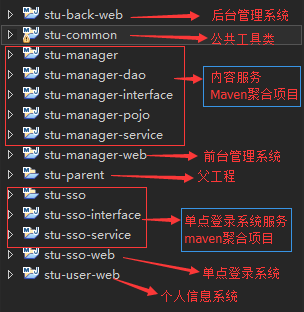 stu-back-web 后台管理系统
stu-common 公共工具类
stu-manager
stu-manager-dao 内容服务
stu-manager-interface Maven聚合项目
stu-manager-pojo
stu-manager-service
stu-manager-web 前台管理系统
stu-parent 父工程
stu-sso
stu-sso-interface 单点登录系统服务
stu-sso-service maven聚合项目
stu-sso-web 单点登录系统
stu-user-web
个人信息系统